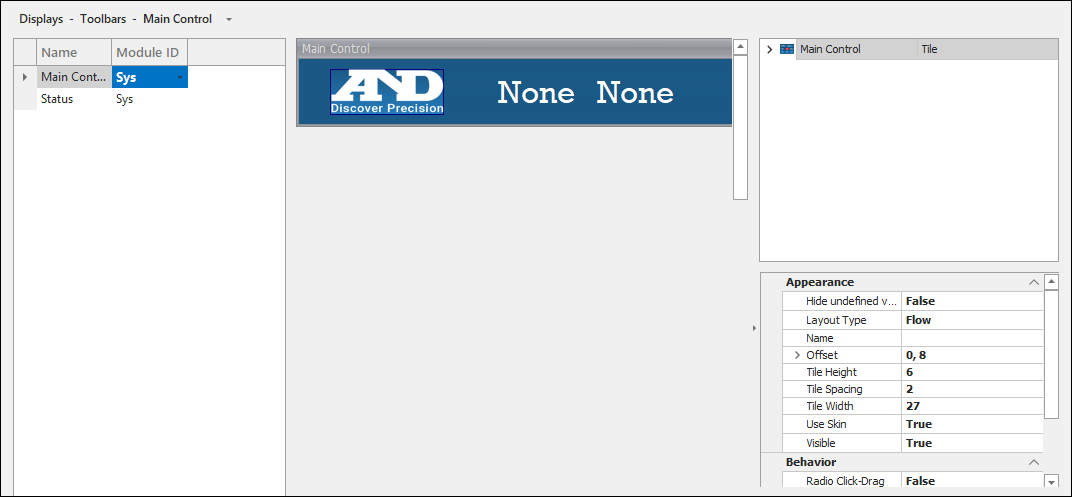 Displays - Toolbars - Main Control
Name Module ID
Main Cont... Sys
Status Sys
Main Control
AND
Discover Precision
None None
Main Control Tile
Appearance
Hide undefined v... False
Layout Type Flow
Name
Offset 0, 8
Tile Height 6
Tile Spacing 2
Tile Width 27
Use Skin True
Visible True
Behavior
Radio Click-Drag False